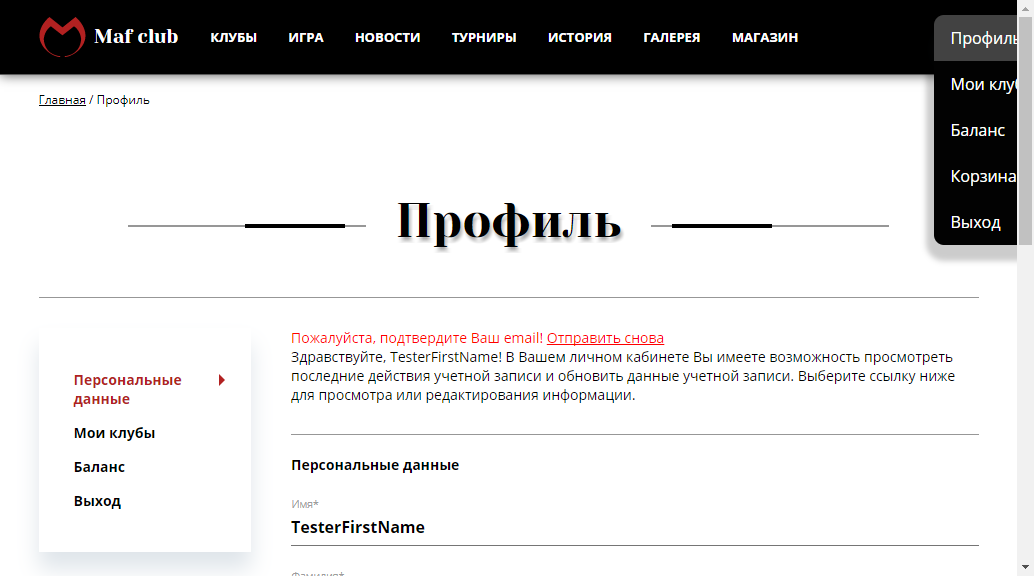 Maf club
КЛУБЫ
ИГРА
НОВОСТИ
ТУРНИРЫ
ИСТОРИЯ
ГАЛЕРЕЯ
МАГАЗИН
Профиль
Мои клуб
Баланс
Корзина
Выход
Главная / Профиль
Профиль
Персональные
данные
Мои клубы
Баланс
Выход
Пожалуйста, подтвердите Ваш email! Отправить снова
Здравствуйте, TesterFirstName! В Вашем личном кабинете Вы имеете возможность просмотреть
последние действия учетной записи и обновить данные учетной записи. Выберите ссылку ниже
для просмотра или редактирования информации.
Персональные данные
Имя*
TesterFirstName
Фамилия*